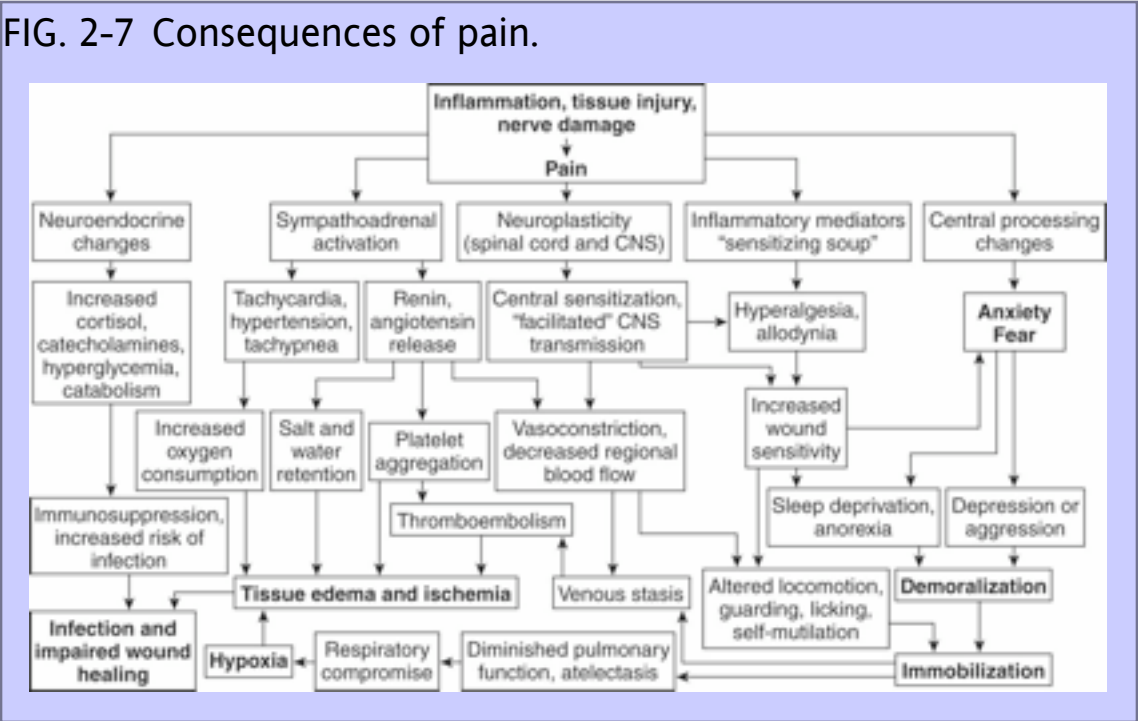 FIG. 2-7 Consequences of pain.
Inflammation, tissue injury,
nerve damage
Pain
Neuroendocrine
changes
Sympathoadrenal
activation
Neuroplasticity
(spinal cord and CNS)
Inflammatory mediators
"sensitizing soup"
Central processing
changes
Increased
cortisol,
catecholamines,
hyperglycemia,
catabolism
Tachycardia,
hypertension,
tachypnea
Renin,
angiotensin
release
Central sensitization,
"facilitated" CNS
transmission
Hyperalgesia,
allodynia
Anxiety
Fear
Increased
oxygen
consumption
Salt and
water
retention
Platelet
aggregation
Vasoconstriction,
decreased regional
blood flow
Increased
wound
sensitivity
Immunosuppression,
increased risk of
infection
Thromboembolism
Sleep deprivation,
anorexia
Depression or
aggression
Tissue edema and ischemia
Venous stasis
Altered locomotion,
guarding, licking,
self-mutilation
Demoralization
Infection and
impaired wound
healing
Hypoxia
Respiratory
compromise
Diminished pulmonary
function, atelectasis
Immobilization